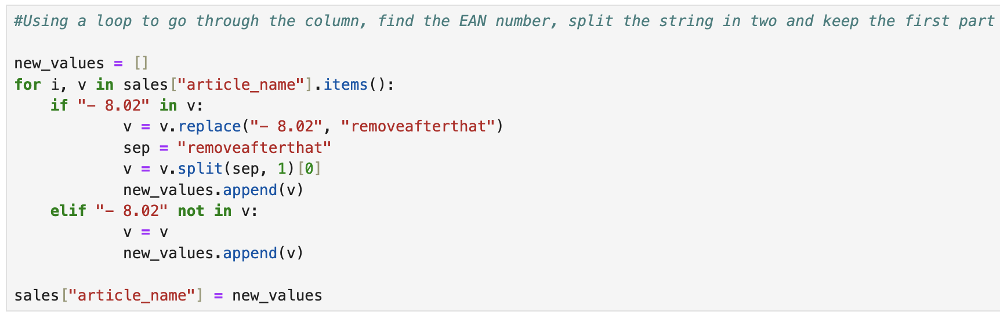 #Using a loop to go through the column, find the EAN number, split the string in two and keep the first part
new_values = []
for i, v in sales["article_name"].items():
    if "– 8.02" in v:
            v = v.replace("– 8.02", "removeafterthat")
            sep = "removeafterthat"
            v = v.split(sep, 1)[0]
            new_values.append(v)
    elif "– 8.02" not in v:
            v = v
            new_values.append(v)
sales["article_name"] = new_values